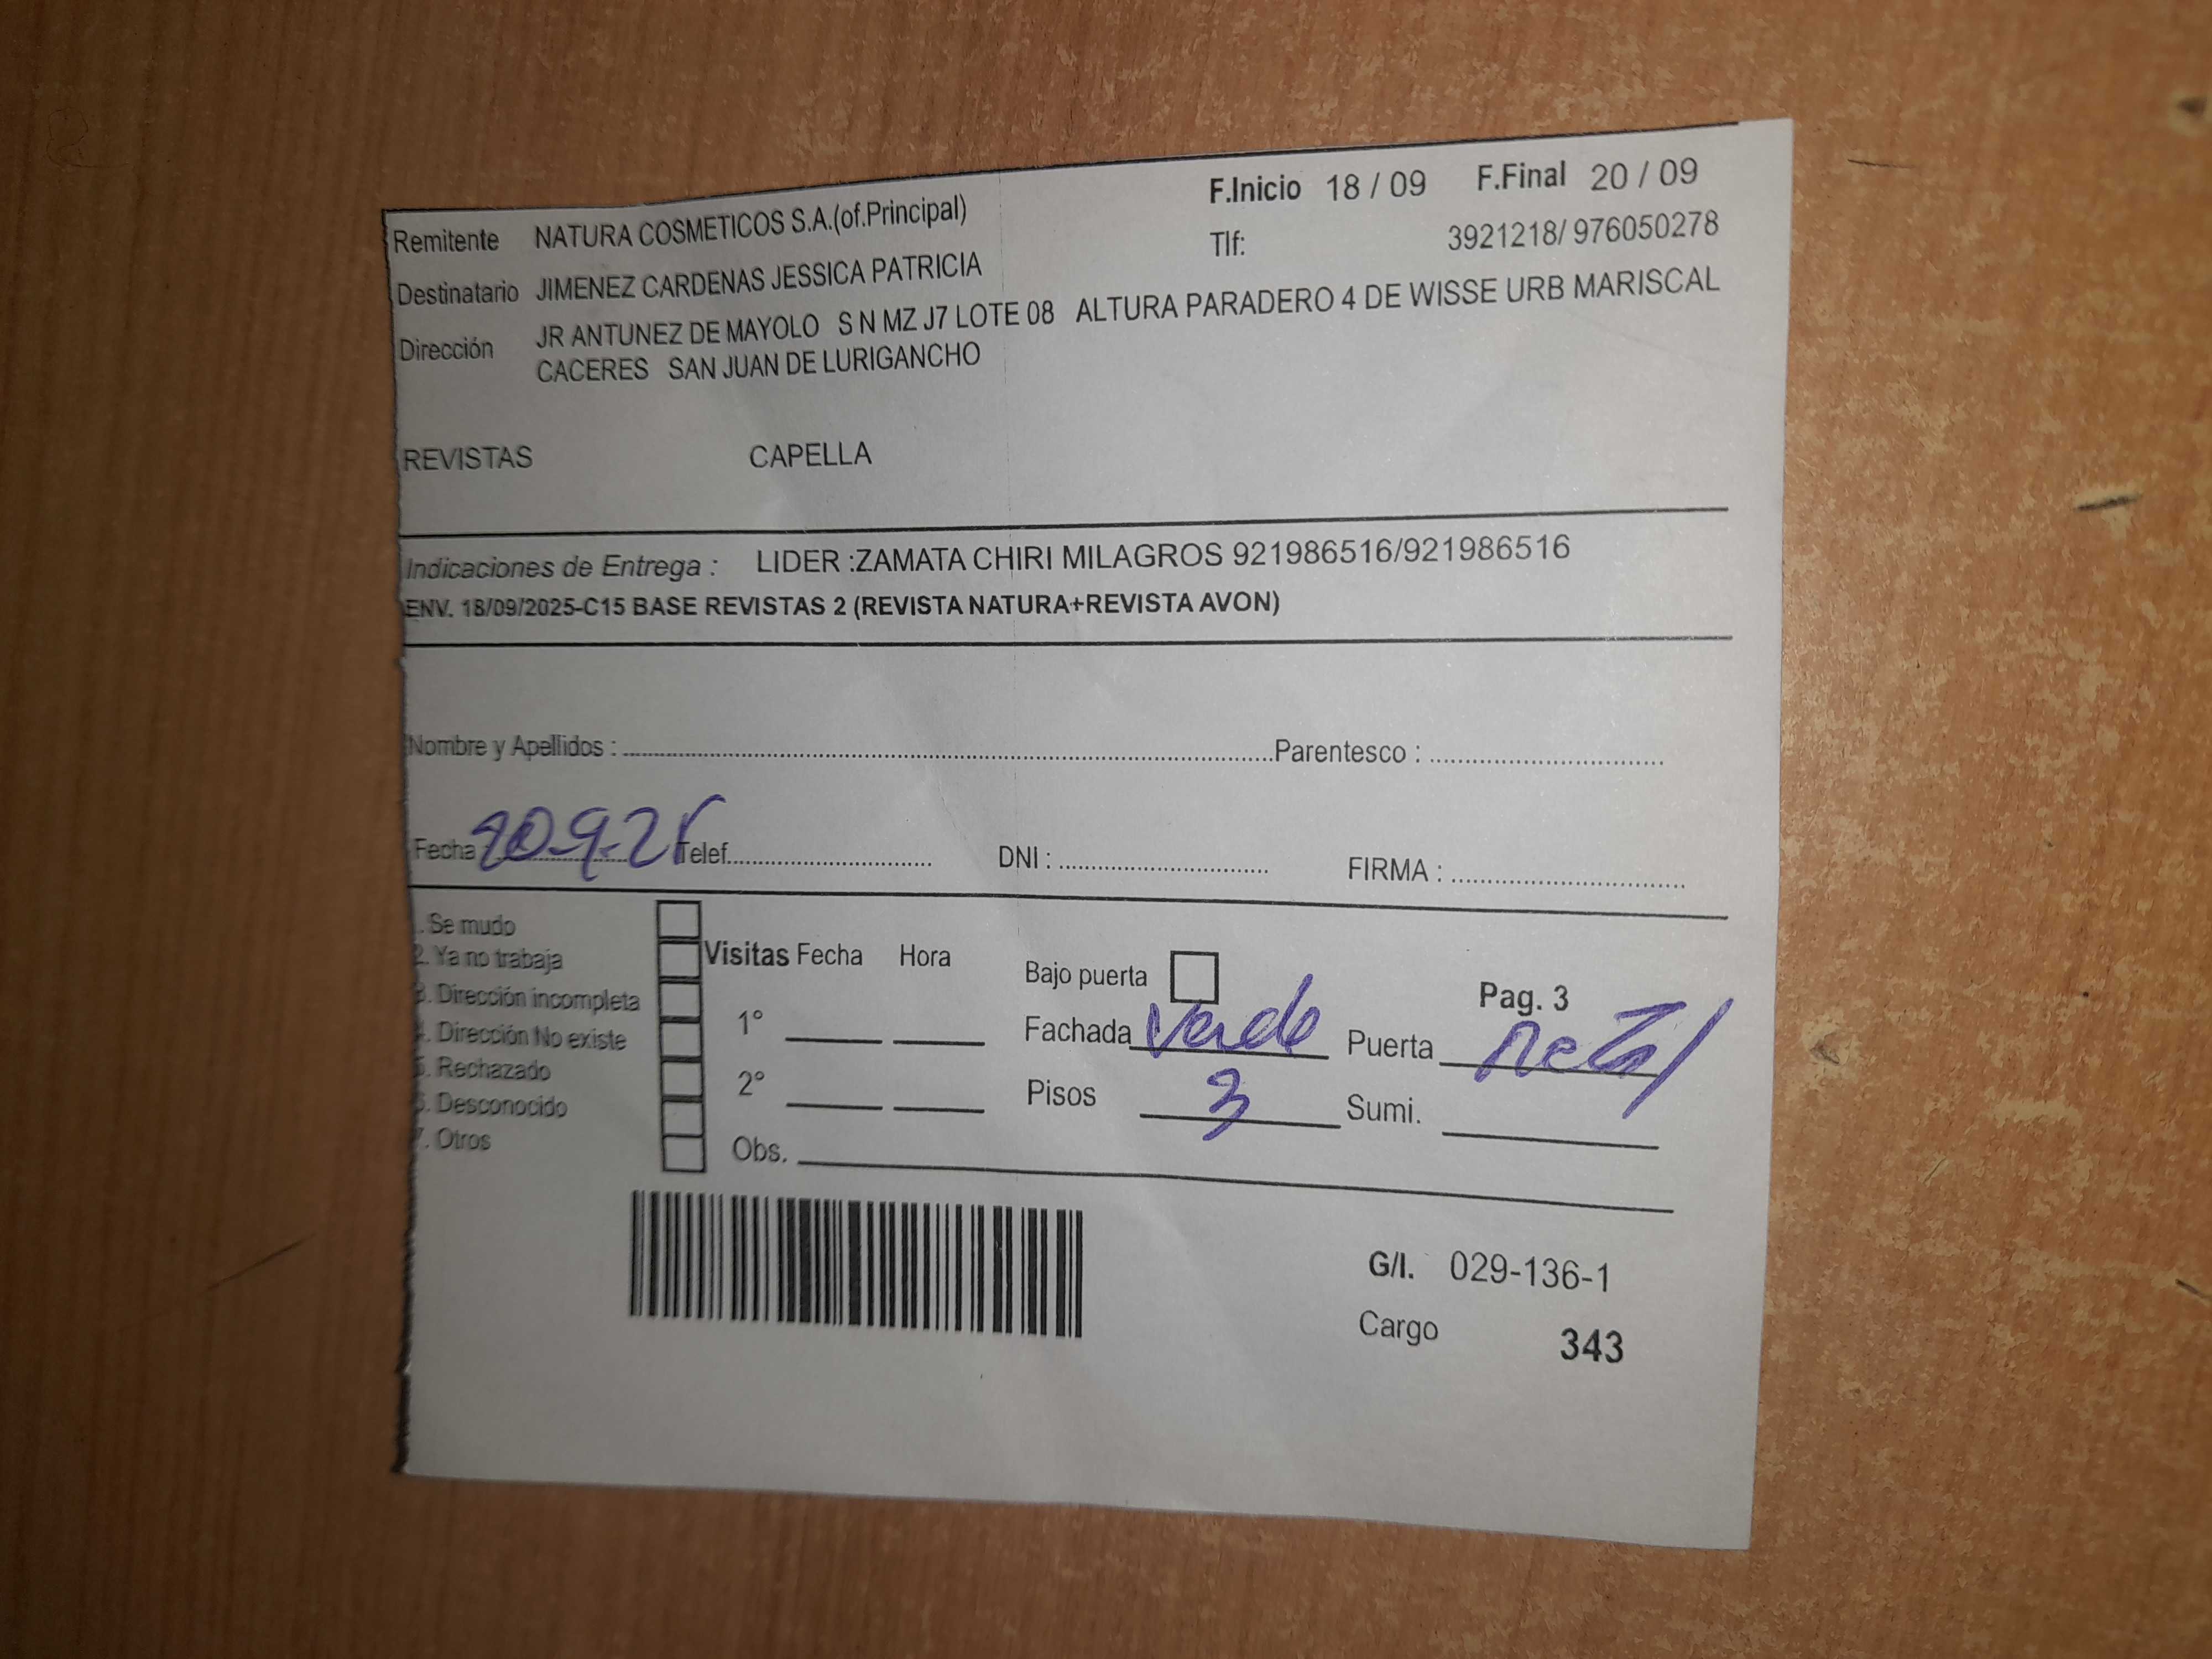 F.Inicio 18 / 09 F.Final 20 / 09
Remitente NATURA COSMETICOS S.A.(of.Principal) Tlf: 3921218/ 976050278
Destinatario JIMENEZ CARDENAS JESSICA PATRICIA
Dirección JR ANTUNEZ DE MAYOLO S N MZ J7 LOTE 08 ALTURA PARADERO 4 DE WISSE URB MARISCAL
CACERES SAN JUAN DE LURIGANCHO
REVISTAS CAPELLA
Indicaciones de Entrega : LIDER :ZAMATA CHIRI MILAGROS 921986516/921986516
ENV. 18/09/2025-C15 BASE REVISTAS 2 (REVISTA NATURA+REVISTA AVON)
Nombre y Apellidos : Parentesco :
Fecha 20-9-25 Telef. DNI : FIRMA :
1. Se mudo
2. Ya no trabaja
3. Dirección incompleta
4. Dirección No existe
5. Rechazado
6. Desconocido
7. Otros
Visitas Fecha Hora
1°
2°
Obs.
Bajo puerta Pag. 3
Fachada Verde Puerta Metal
Pisos 3 Sumi.
G/I. 029-136-1
Cargo 343